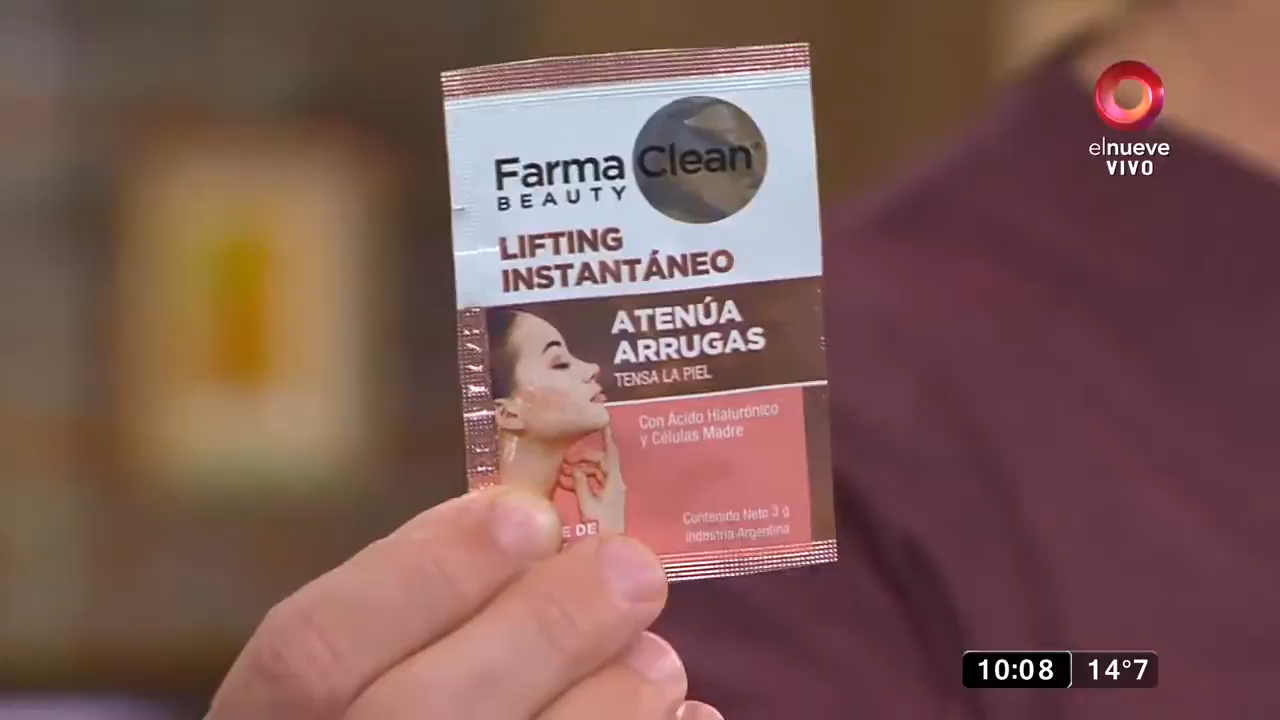 Farma Clean®
BEAUTY
LIFTING
INSTANTÁNEO
ATENÚA
ARRUGAS
TENSA LA PIEL
Con Ácido Hialurónico
y Células Madre
E DE
Contenido Neto 3 g
Industria Argentina
elnueve
VIVO
10:08 14°7